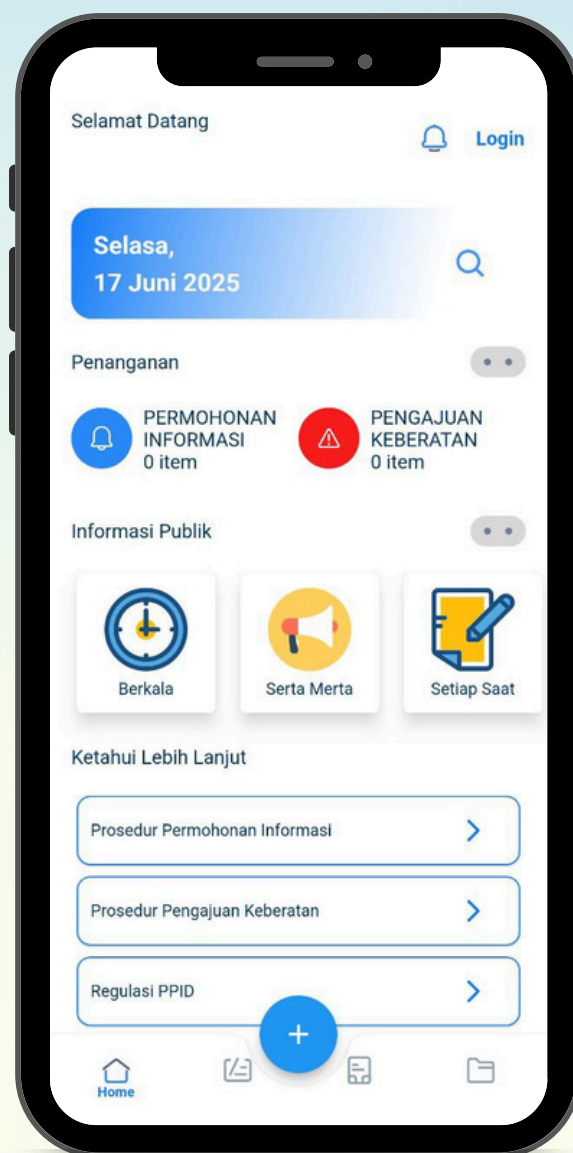 Selamat Datang
Login
Selasa,
17 Juni 2025
Penanganan
PERMOHONAN
INFORMASI
0 item
PENGAJUAN
KEBERATAN
0 item
Informasi Publik
Berkala
Serta Merta
Setiap Saat
Ketahui Lebih Lanjut
Prosedur Permohonan Informasi
Prosedur Pengajuan Keberatan
Regulasi PPID
Home